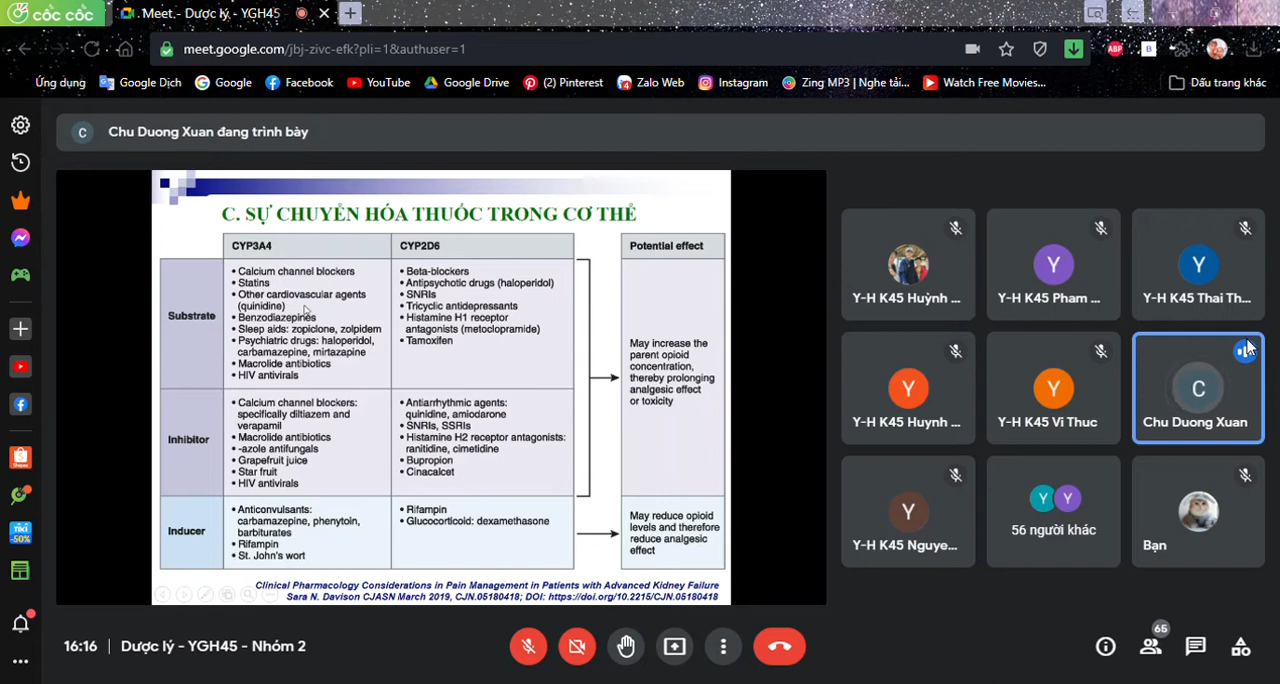 cốc cốc
Meet - Dược lý - YGH45
meet.google.com/jbj-zivc-efk?pli=1&authuser=1
ABP
B
Ứng dụng
Google Dịch
Google
Facebook
YouTube
Google Drive
Pinterest
Zalo Web
Instagram
Zing MP3 | Nghe tải...
Watch Free Movies...
Dấu trang khác
C
Chu Duong Xuan đang trình bày
C. SỰ CHUYỂN HÓA THUỐC TRONG CƠ THỂ
CYP3A4
CYP2D6
Potential effect
Substrate
• Calcium channel blockers
• Statins
• Other cardiovascular agents
(quinidine)
• Benzodiazepines
• Sleep aids: zopiclone, zolpidem
• Psychiatric drugs: haloperidol,
carbamazepine, mirtazapine
• Macrolide antibiotics
• HIV antivirals
• Beta-blockers
• Antipsychotic drugs (haloperidol)
• SNRIs
• Tricyclic antidepressants
• Histamine H1 receptor
antagonists (metoclopramide)
• Tamoxifen
May increase the
parent opioid
concentration,
thereby prolonging
analgesic effect
or toxicity
Inhibitor
• Calcium channel blockers:
specifically diltiazem and
verapamil
• Macrolide antibiotics
• -azole antifungals
• Grapefruit juice
• Star fruit
• HIV antivirals
• Antiarrhythmic agents:
quinidine, amiodarone
• SNRIs, SSRIs
• Histamine H2 receptor antagonists:
ranitidine, cimetidine
• Bupropion
• Cinacalcet
Inducer
• Anticonvulsants:
carbamazepine, phenytoin,
barbiturates
• Rifampin
• St. John's wort
• Rifampin
• Glucocorticoid: dexamethasone
May reduce opioid
levels and therefore
reduce analgesic
effect
Clinical Pharmacology Considerations in Pain Management in Patients with Advanced Kidney Failure
Sara N. Davison CJASN March 2019, CJN.05180418; DOI: https://doi.org/10.2215/CJN.05180418
Y-H K45 Huỳnh ...
Y
Y-H K45 Pham ...
Y
Y-H K45 Thai Th...
Y
Y-H K45 Huynh ...
Y
Y-H K45 Vi Thuc
C
Chu Duong Xuan
Y
Y-H K45 Nguye...
Y Y
56 người khác
Bạn
Shopee
TIKI
-50%
16:16
Dược lý - YGH45 - Nhóm 2
65